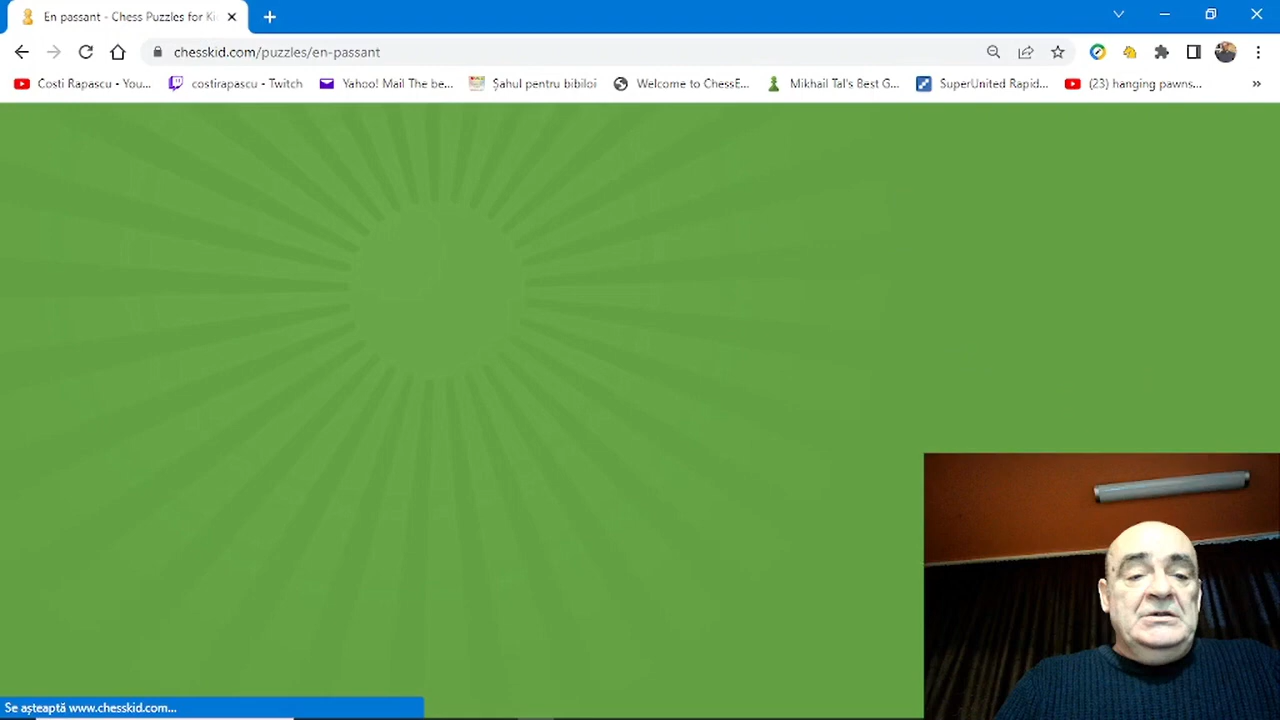 En passant - Chess Puzzles for Ki
chesskid.com/puzzles/en-passant
Costi Rapascu - You...
costirapascu - Twitch
Yahoo! Mail The be...
Șahul pentru bibiloi
Welcome to ChessE...
Mikhail Tal's Best G...
SuperUnited Rapid...
(23) hanging pawns...
»
Se așteaptă www.chesskid.com...